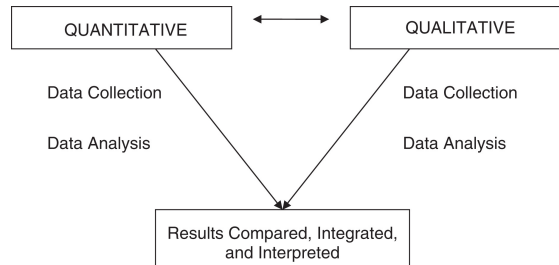 QUANTITATIVE
QUALITATIVE
Data Collection
Data Collection
Data Analysis
Data Analysis
Results Compared, Integrated,
and Interpreted